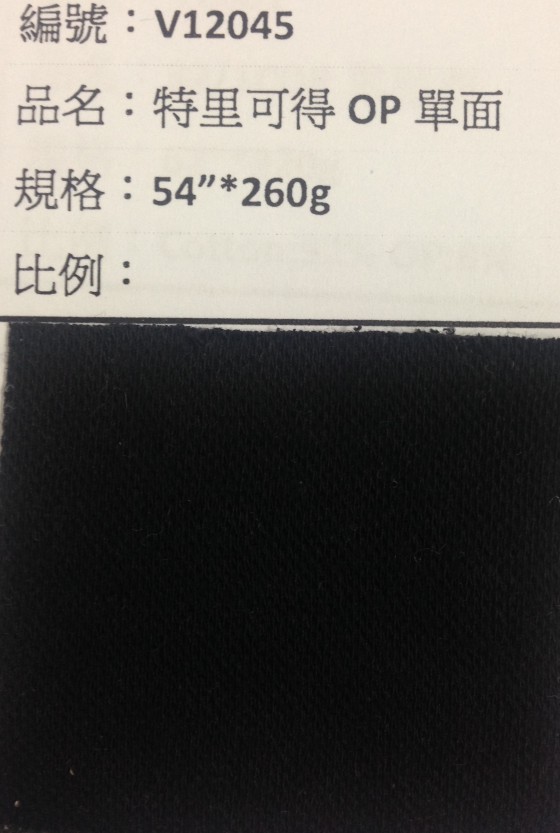 編號：V12045
品名：特里可得 OP 單面
規格：54”*260g
比例：